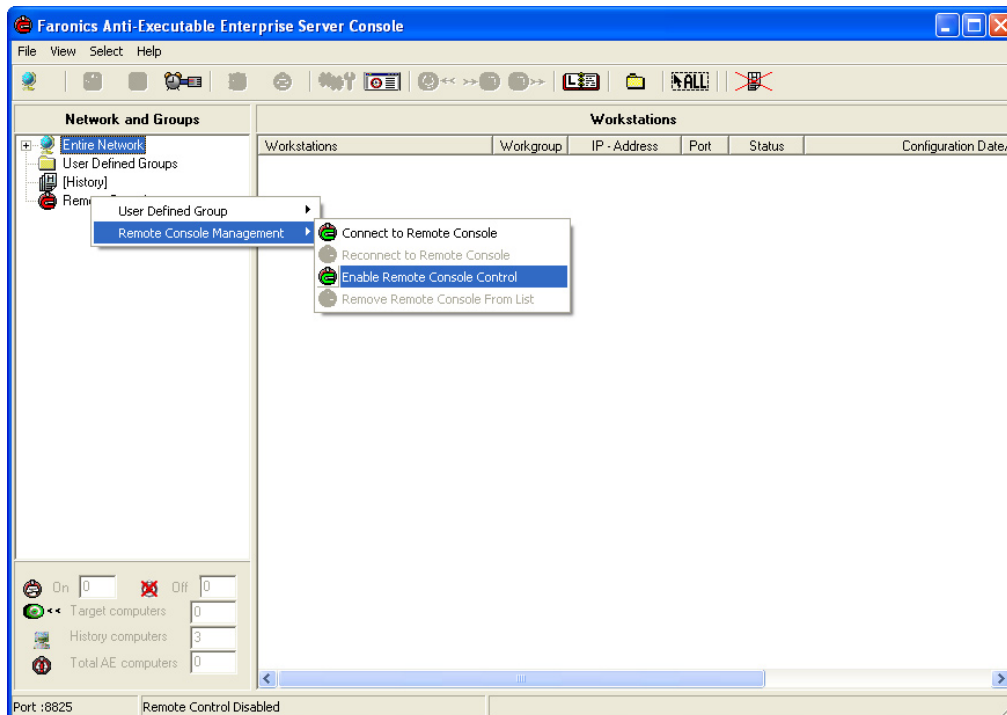 Faronics Anti-Executable Enterprise Server Console
File View Select Help
ALL
Network and Groups
Workstations
Entire Network
User Defined Groups
[History]
Workstations Workgroup IP - Address Port Status Configuration Date
User Defined Group
Remote Console Management
Connect to Remote Console
Reconnect to Remote Console
Enable Remote Console Control
Remove Remote Console From List
On 0 Off 0
Target computers 0
History computers 3
Total AE computers 0
Port :8825 Remote Control Disabled